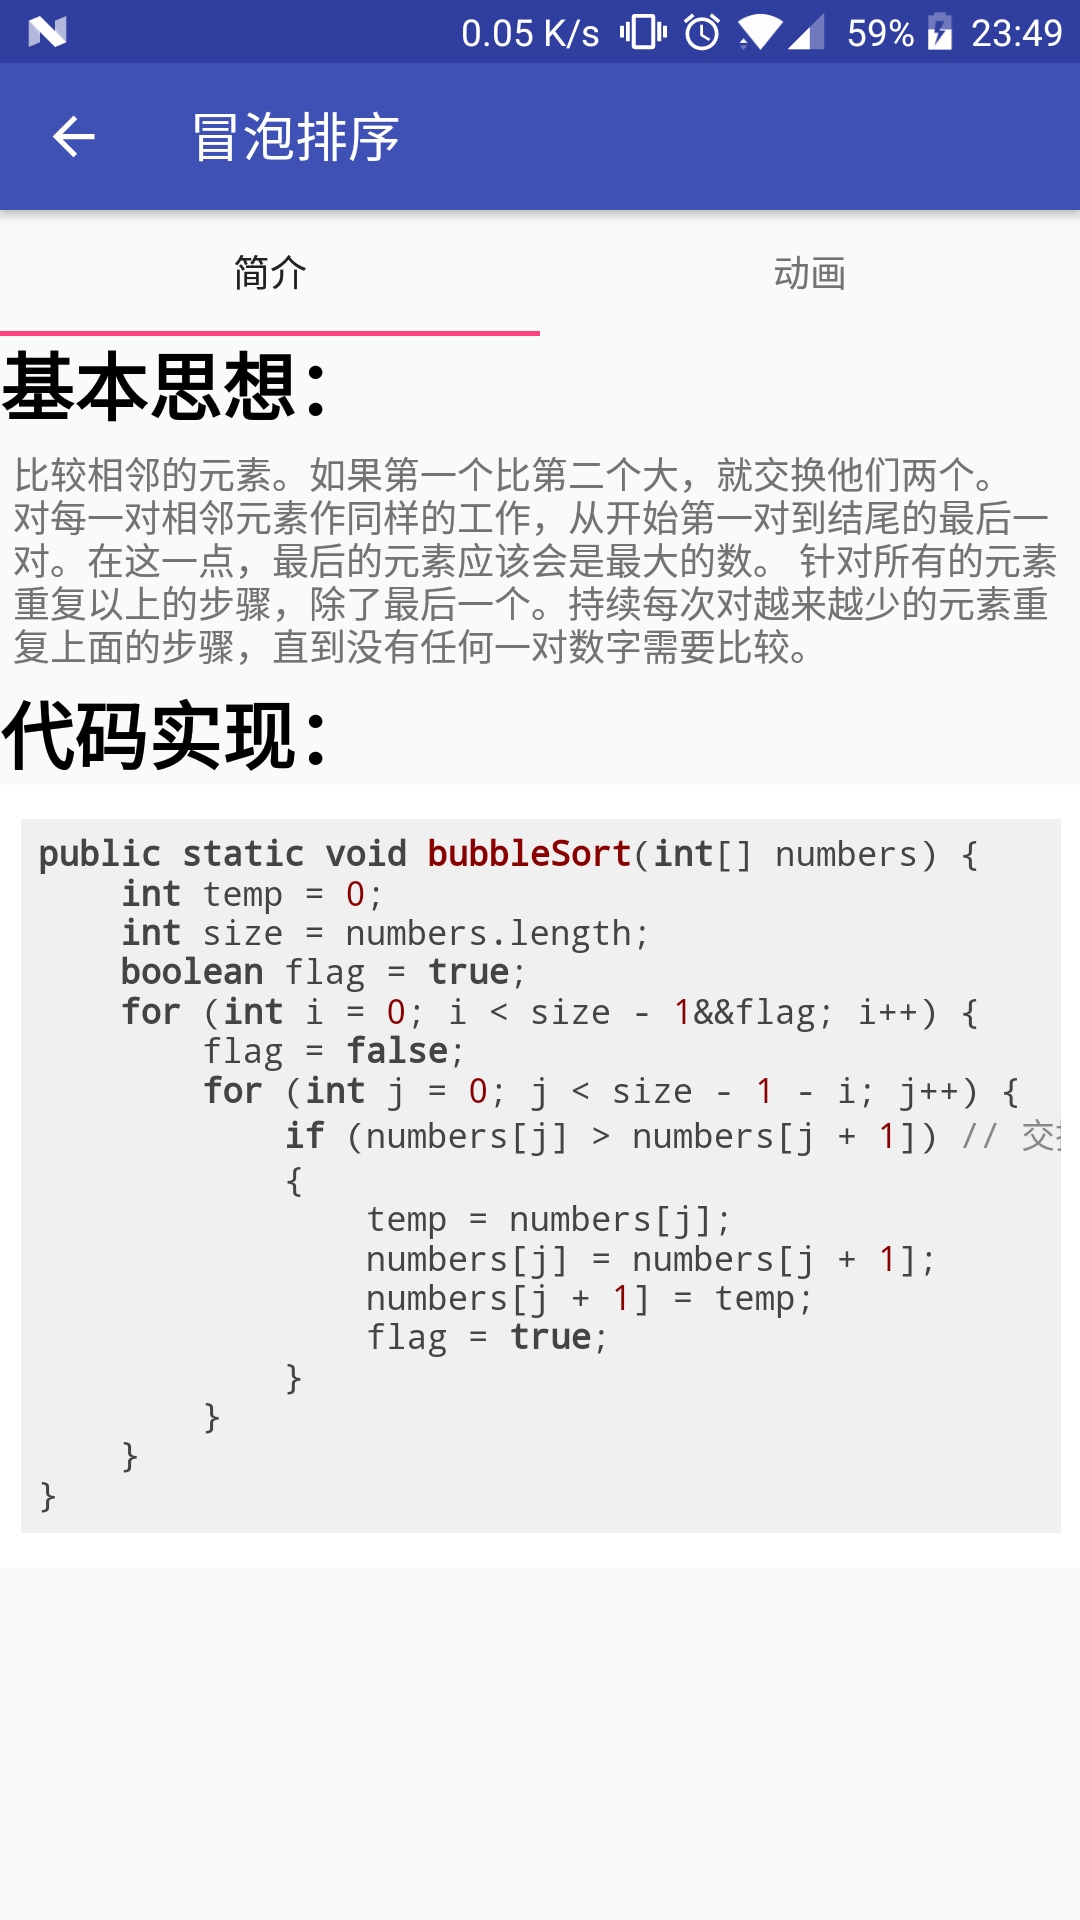 0.05 K/s 59% 23:49
冒泡排序
简介 动画
基本思想：
比较相邻的元素。如果第一个比第二个大，就交换他们两个。
对每一对相邻元素作同样的工作，从开始第一对到结尾的最后一
对。在这一点，最后的元素应该会是最大的数。 针对所有的元素
重复以上的步骤，除了最后一个。持续每次对越来越少的元素重
复上面的步骤，直到没有任何一对数字需要比较。
代码实现：
public static void bubbleSort(int[] numbers) {
    int temp = 0;
    int size = numbers.length;
    boolean flag = true;
    for (int i = 0; i < size - 1&&flag; i++) {
        flag = false;
        for (int j = 0; j < size - 1 - i; j++) {
            if (numbers[j] > numbers[j + 1]) // 交
            {
                temp = numbers[j];
                numbers[j] = numbers[j + 1];
                numbers[j + 1] = temp;
                flag = true;
            }
        }
    }
}